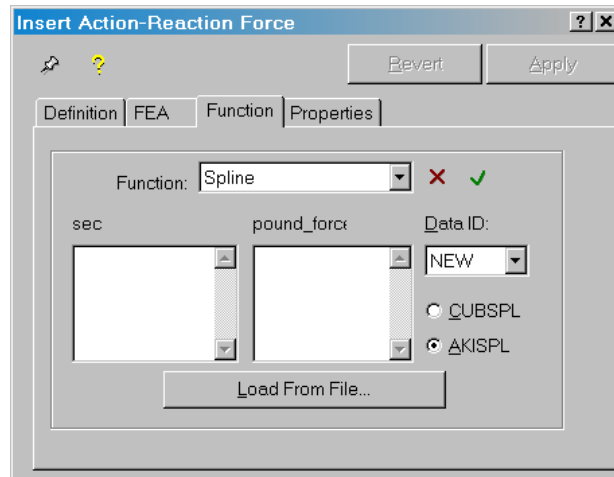 Insert Action-Reaction Force
Revert Apply
Definition FEA Function Properties
Function: Spline
sec pound_force Data ID:
NEW
CUBSPL
AKISPL
Load From File...